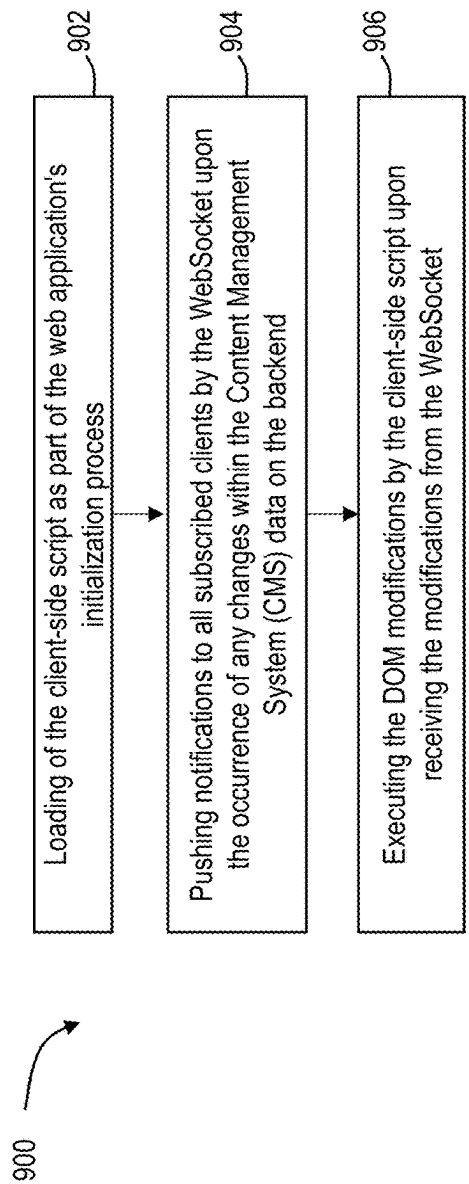 900
Loading of the client-side script as part of the web application's
initialization process
902
Pushing notifications to all subscribed clients by the WebSocket upon
the occurrence of any changes within the Content Management
System (CMS) data on the backend
904
Executing the DOM modifications by the client-side script upon
receiving the modifications from the WebSocket
906